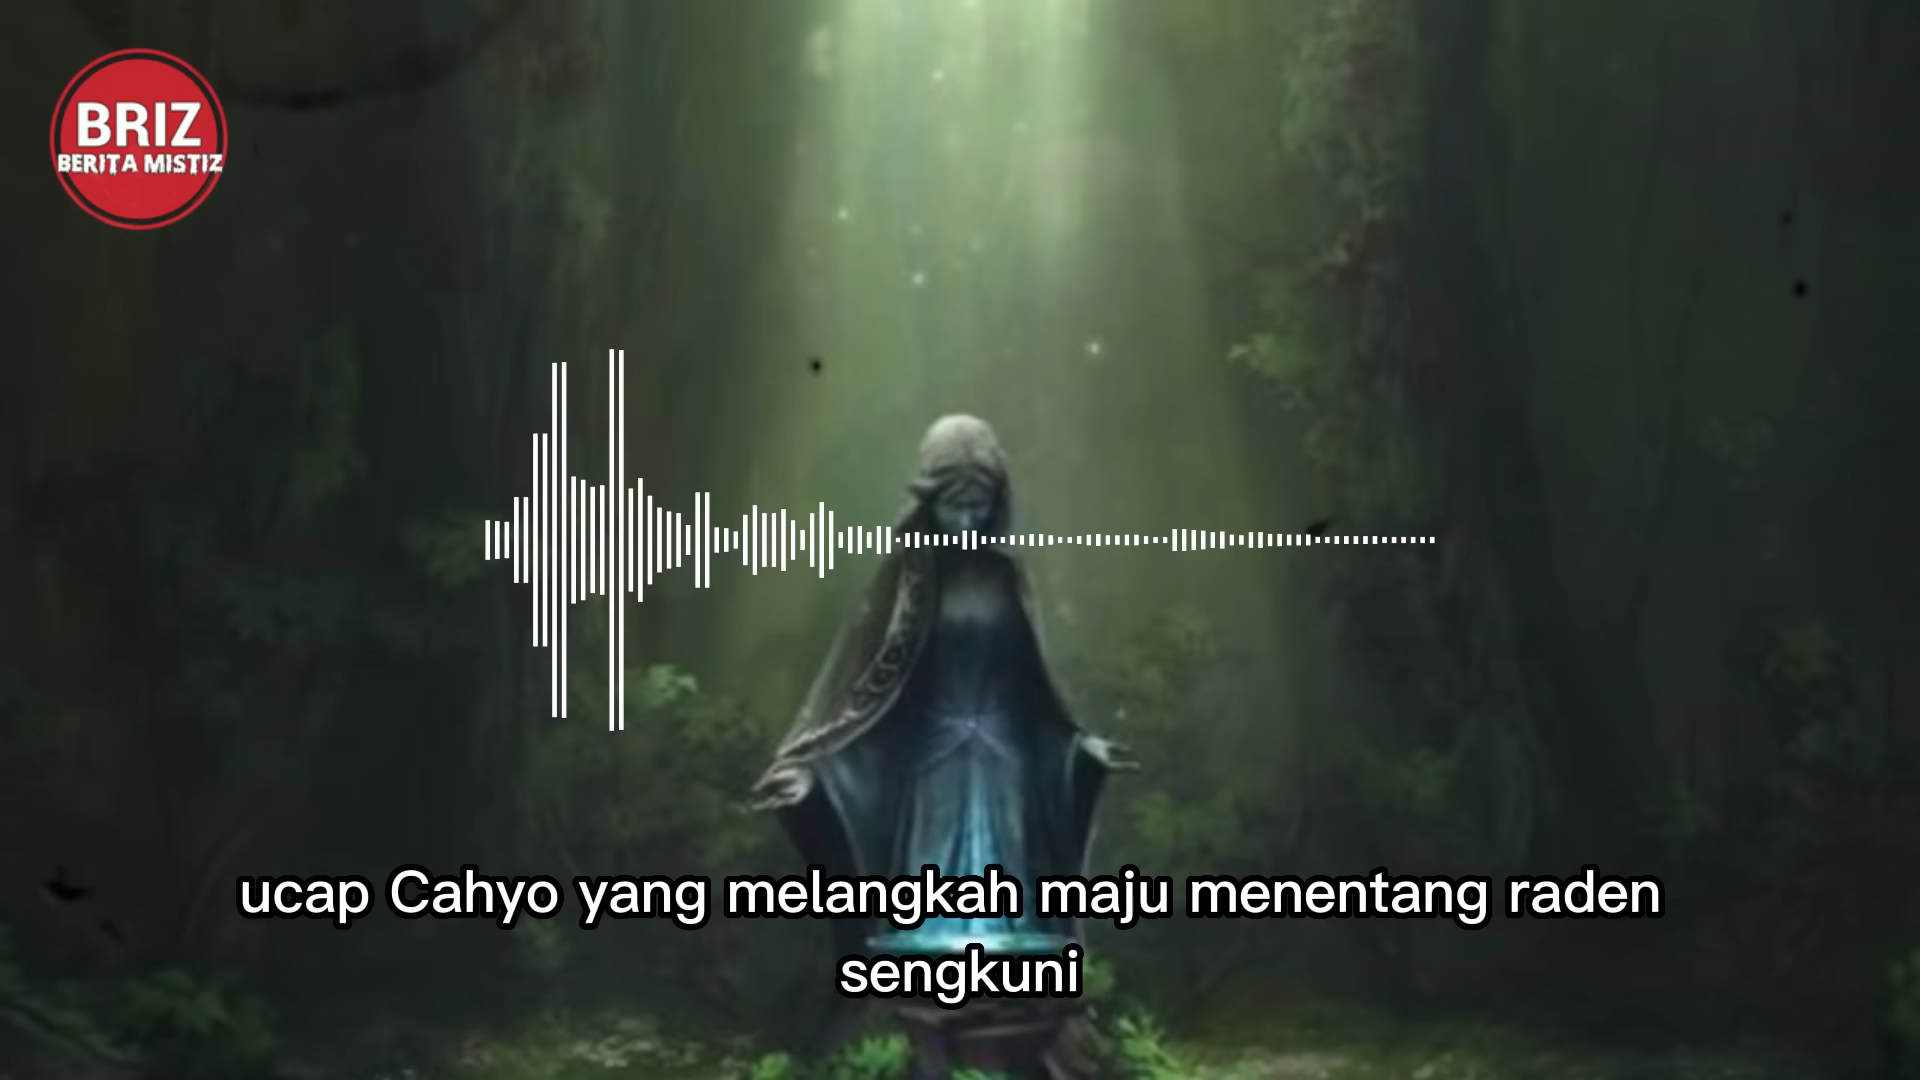 BRIZ
BERITA MISTIZ
ucap Cahyo yang melangkah maju menentang raden
sengkuni